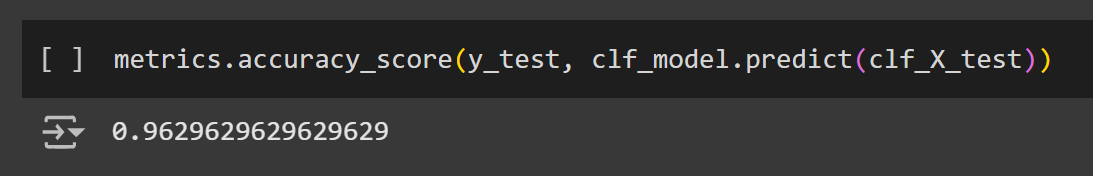 [ ] metrics.accuracy_score(y_test, clf_model.predict(clf_X_test))
0.9629629629629629